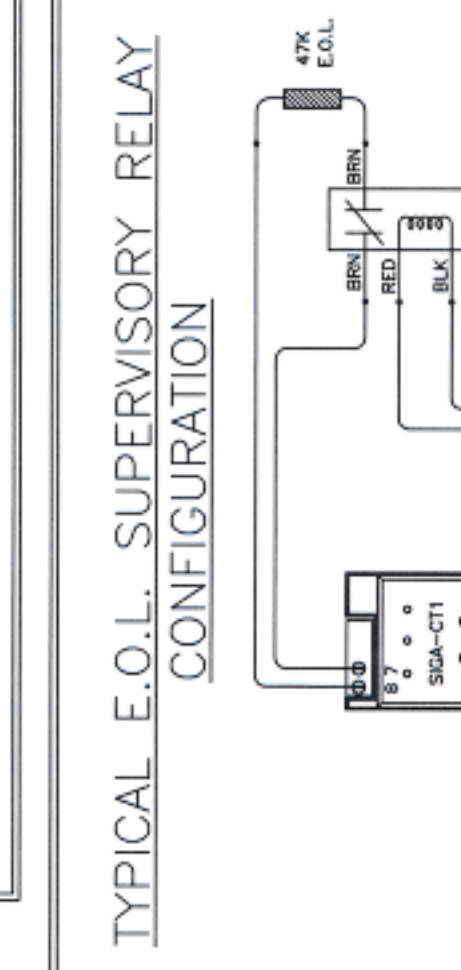 TYPICAL E.O.L. SUPERVISORY RELAY
CONFIGURATION
47K
E.O.L.
BRN
BRN
RED
BLK
8 7
SIGA-CT1